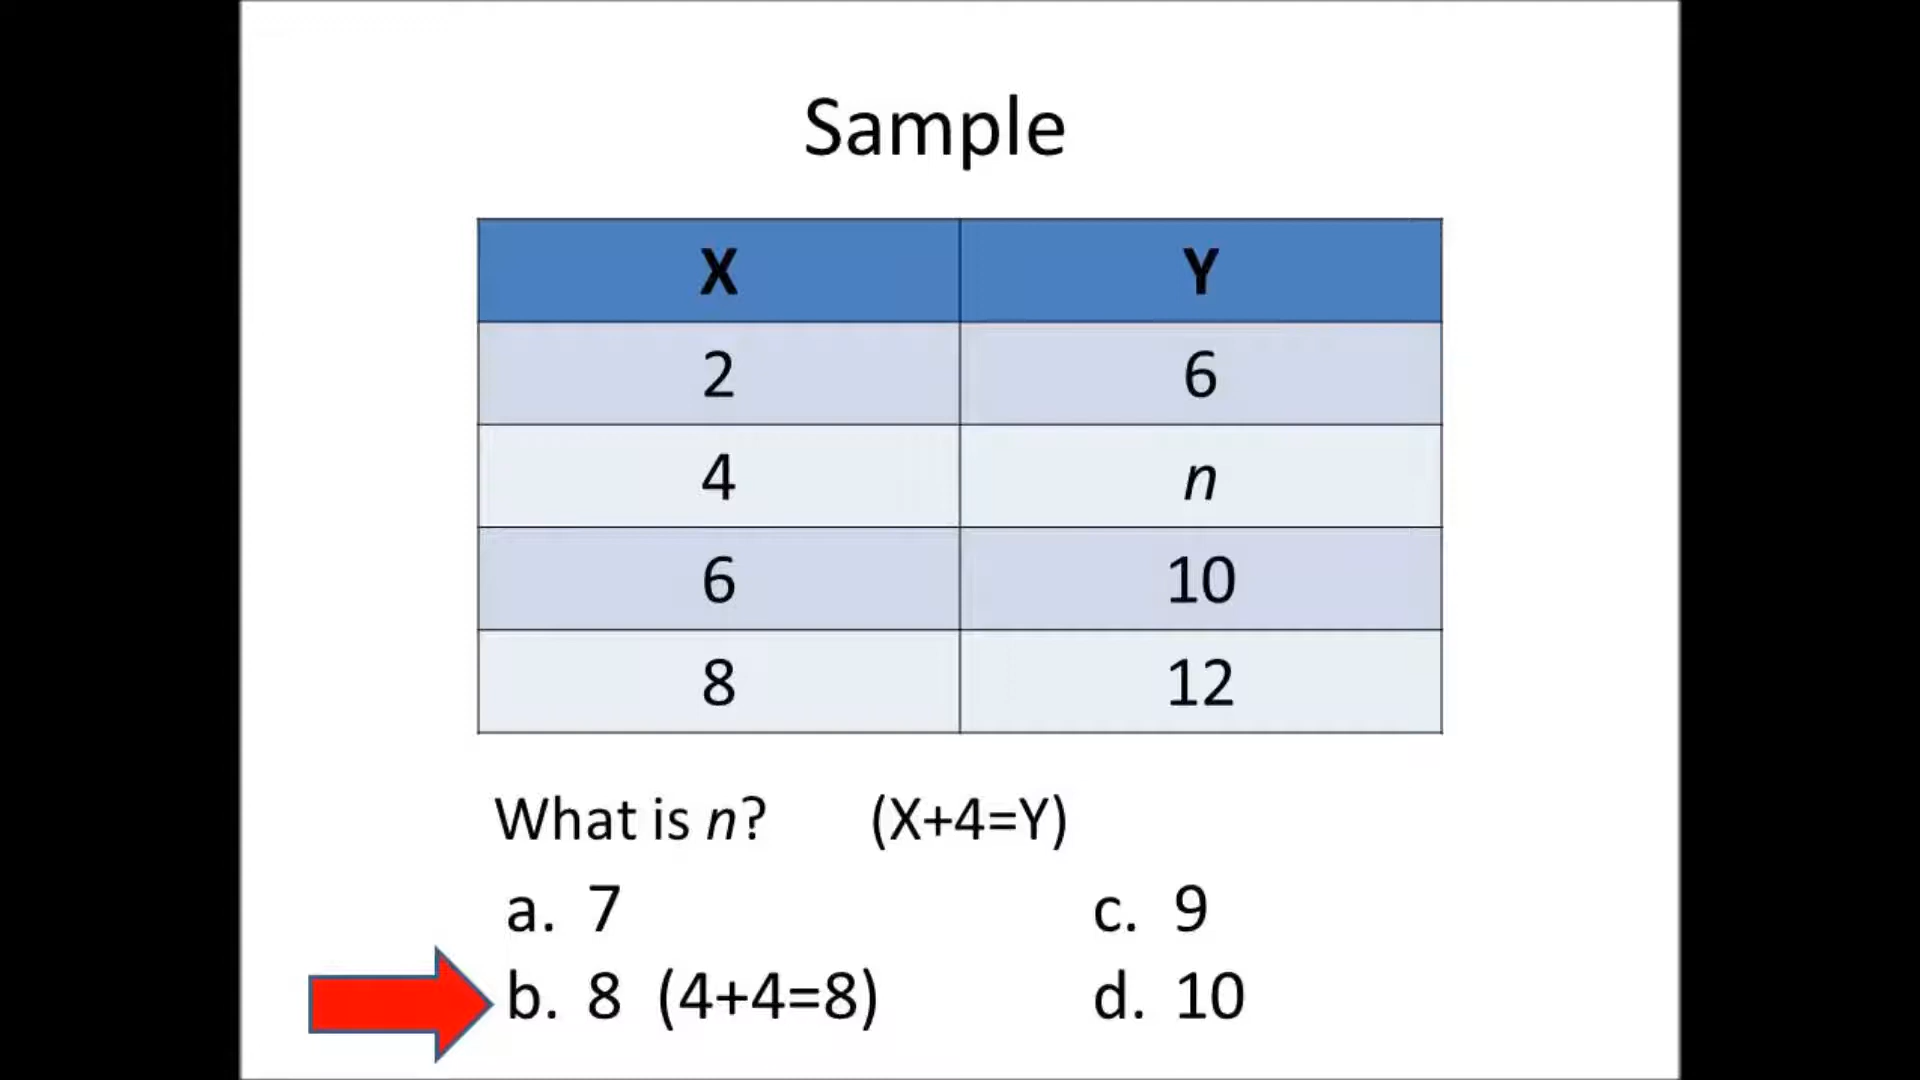 Sample
X Y
2 6
4 n
6 10
8 12
What is n? (X+4=Y)
a. 7 c. 9
b. 8 (4+4=8) d. 10